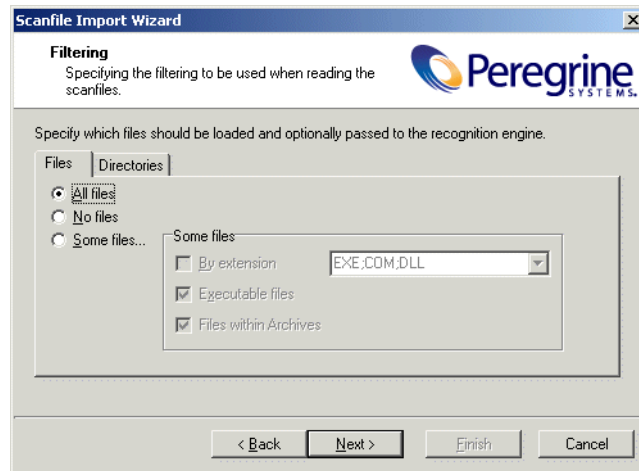 Scanfile Import Wizard
Filtering
Specifying the filtering to be used when reading the
scanfiles.
Peregrine
SYSTEMS
Specify which files should be loaded and optionally passed to the recognition engine.
Files
Directories
All files
No files
Some files...
Some files
By extension
EXE;COM;DLL
Executable files
Files within Archives
< Back
Next >
Finish
Cancel